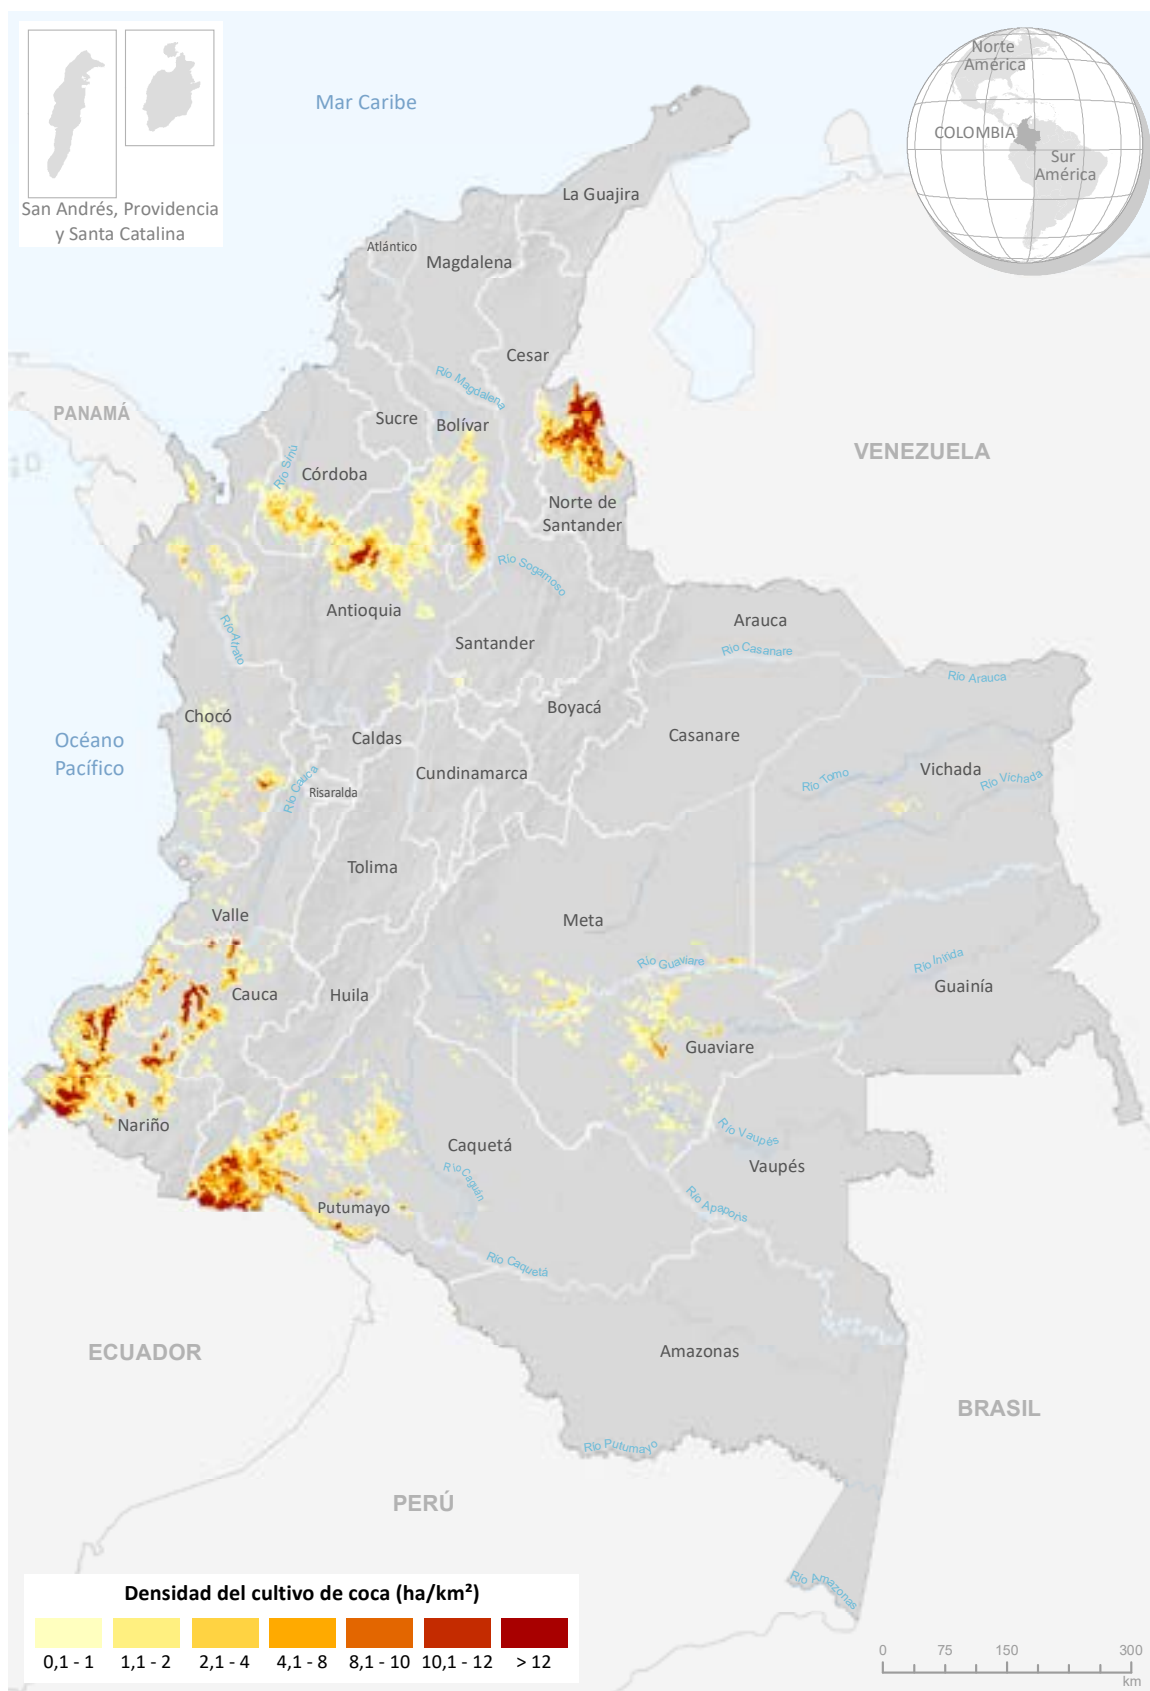 Norte
América
Mar Caribe
COLOMBIA
Sur
América
La Guajira
San Andrés, Providencia
y Santa Catalina
Atlántico
Magdalena
Cesar
Río Magdalena
PANAMÁ
Sucre
Bolívar
VENEZUELA
Río Sinú
Córdoba
Norte de
Santander
Río Sogamoso
Antioquia
Arauca
Río Atrato
Santander
Río Casanare
Río Arauca
Chocó
Boyacá
Océano
Pacífico
Caldas
Casanare
Cundinamarca
Vichada
Río Tomo
Río Vichada
Río Cauca
Risaralda
Tolima
Valle
Meta
Río Guaviare
Río Inírida
Cauca
Huila
Guainía
Guaviare
Nariño
Caquetá
Río Vaupés
Vaupés
Río Caguán
Putumayo
Río Apaporis
Río Caquetá
ECUADOR
Amazonas
BRASIL
Río Putumayo
PERÚ
Río Amazonas
Densidad del cultivo de coca (ha/km²)
0,1 - 1
1,1 - 2
2,1 - 4
4,1 - 8
8,1 - 10
10,1 - 12
> 12
0
75
150
300
km